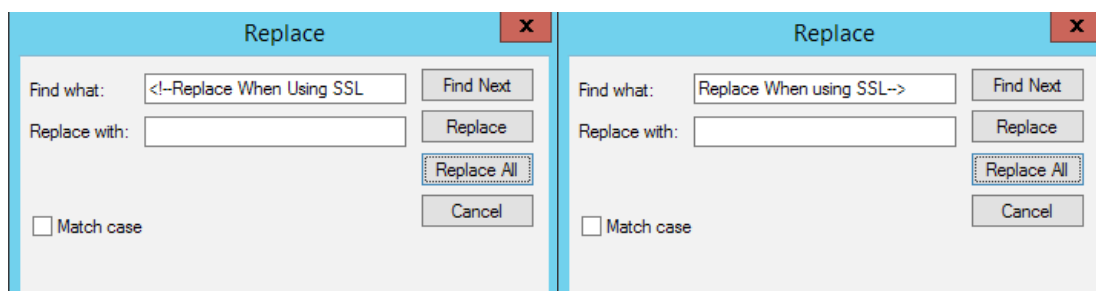 Replace
x
Find what:
<!--Replace When Using SSL
Find Next
Replace with:
Replace
Replace All
Cancel
Match case
Replace
x
Find what:
Replace When using SSL-->
Find Next
Replace with:
Replace
Replace All
Cancel
Match case